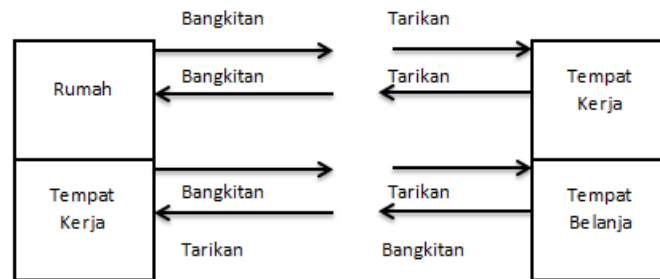 Bangkitan Tarikan
Bangkitan Tarikan
Rumah
Tempat
Kerja
Bangkitan Tarikan
Tempat
Kerja
Tempat
Belanja
Tarikan Bangkitan